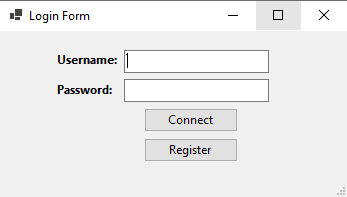 Login Form
Username:
Password:
Connect
Register